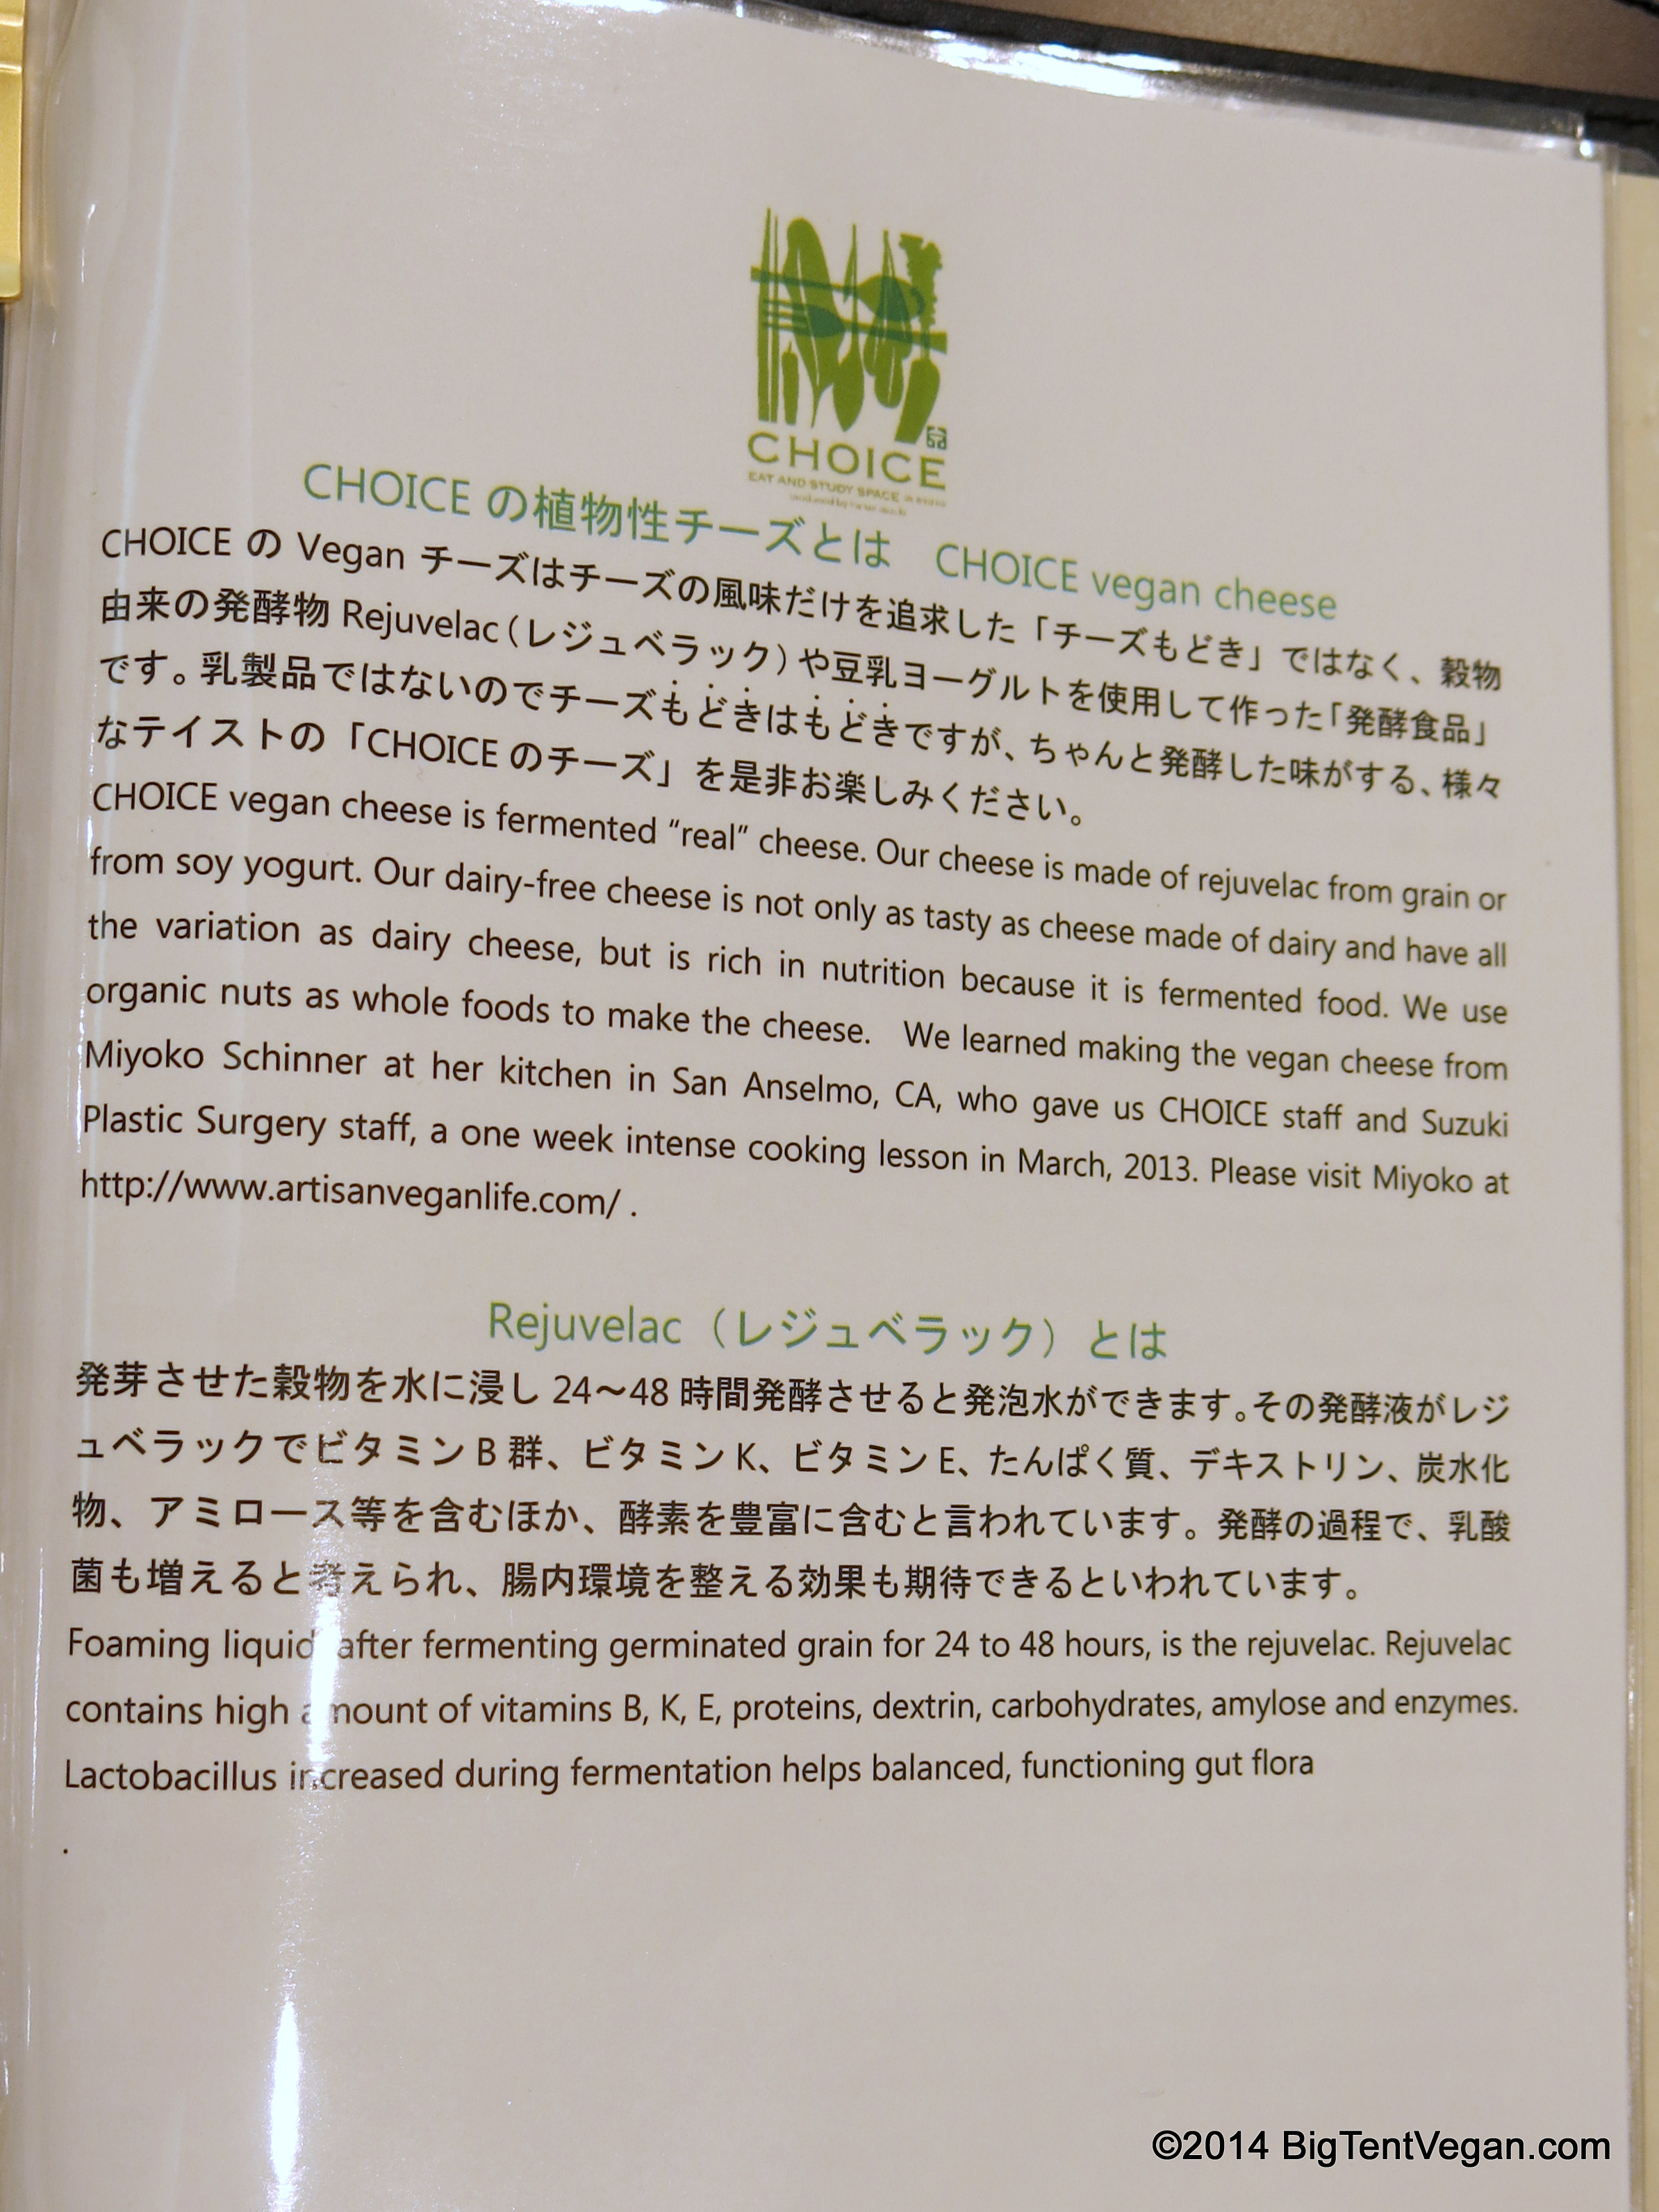 CHOICE
EAT AND STUDY SPACE
CHOICE の植物性チーズとは　CHOICE vegan cheese
CHOICE の Vegan チーズはチーズの風味だけを追求した「チーズもどき」ではなく、穀物
由来の発酵物 Rejuvelac（レジュベラック）や豆乳ヨーグルトを使用して作った「発酵食品」
です。乳製品ではないのでチーズもどきはもどきですが、ちゃんと発酵した味がする、様々
なテイストの「CHOICE のチーズ」を是非お楽しみください。
CHOICE vegan cheese is fermented “real” cheese. Our cheese is made of rejuvelac from grain or
from soy yogurt. Our dairy-free cheese is not only as tasty as cheese made of dairy and have all
the variation as dairy cheese, but is rich in nutrition because it is fermented food. We use
organic nuts as whole foods to make the cheese. We learned making the vegan cheese from
Miyoko Schinner at her kitchen in San Anselmo, CA, who gave us CHOICE staff and Suzuki
Plastic Surgery staff, a one week intense cooking lesson in March, 2013. Please visit Miyoko at
http://www.artisanveganlife.com/ .
Rejuvelac（レジュベラック）とは
発芽させた穀物を水に浸し 24～48 時間発酵させると発泡水ができます。その発酵液がレジ
ュベラックでビタミン B 群、ビタミン K、ビタミン E、たんぱく質、デキストリン、炭水化
物、アミロース等を含むほか、酵素を豊富に含むと言われています。発酵の過程で、乳酸
菌も増えると考えられ、腸内環境を整える効果も期待できるといわれています。
Foaming liquid, after fermenting germinated grain for 24 to 48 hours, is the rejuvelac. Rejuvelac
contains high amount of vitamins B, K, E, proteins, dextrin, carbohydrates, amylose and enzymes.
Lactobacillus increased during fermentation helps balanced, functioning gut flora
.
©2014 BigTentVegan.com